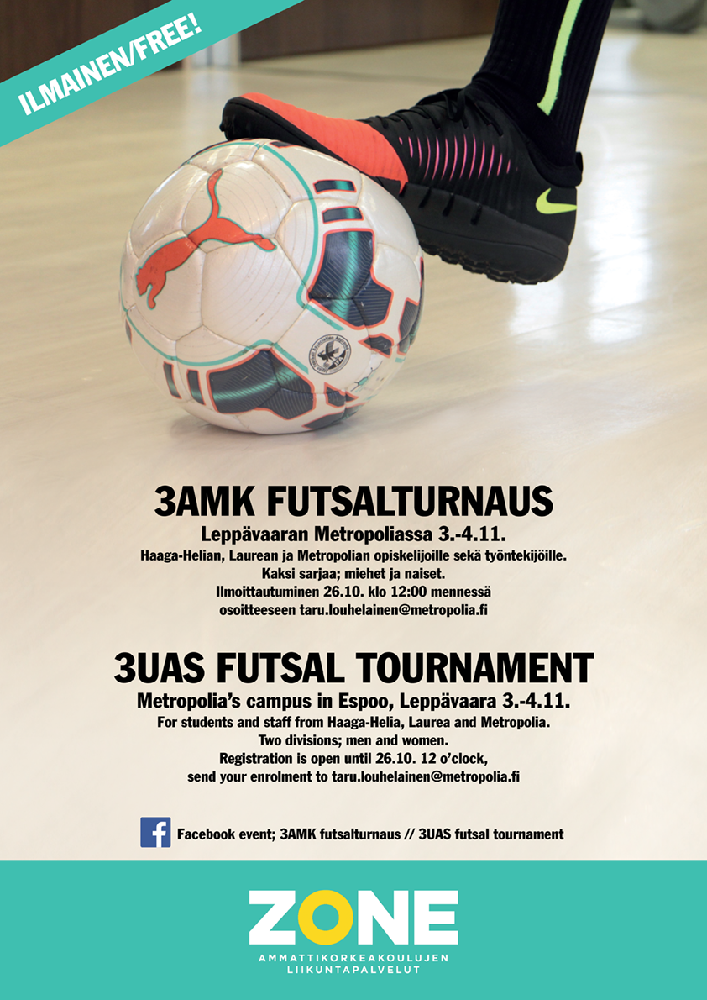 ILMAINEN/FREE!
3AMK FUTSALTURNAUS
Leppävaaran Metropoliassa 3.-4.11.
Haaga-Helian, Laurean ja Metropolian opiskelijoille sekä työntekijöille.
Kaksi sarjaa; miehet ja naiset.
Ilmoittautuminen 26.10. klo 12:00 mennessä
osoitteeseen taru.louhelainen@metropolia.fi
3UAS FUTSAL TOURNAMENT
Metropolia's campus in Espoo, Leppävaara 3.-4.11.
For students and staff from Haaga-Helia, Laurea and Metropolia.
Two divisions; men and women.
Registration is open until 26.10. 12 o'clock,
send your enrolment to taru.louhelainen@metropolia.fi
f Facebook event; 3AMK futsalturnaus // 3UAS futsal tournament
ZONE
AMMATTIKORKEAKOULUJEN
LIIKUNTAPALVELUT